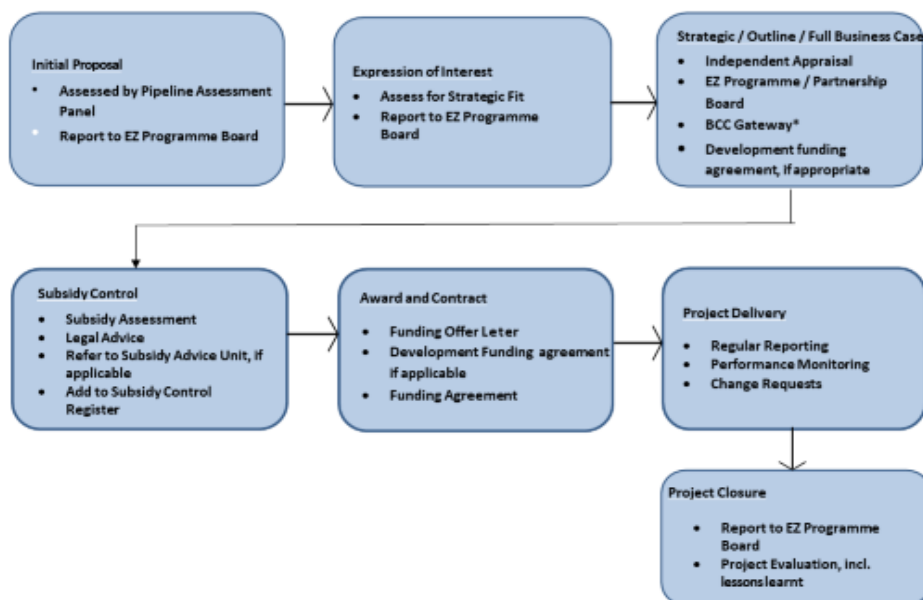 Initial Proposal
• Assessed by Pipeline Assessment
Panel
• Report to EZ Programme Board
Expression of Interest
• Assess for Strategic Fit
• Report to EZ Programme
Board
Strategic / Outline / Full Business Case
• Independent Appraisal
• EZ Programme / Partnership
Board
• BCC Gateway*
• Development funding
agreement, if appropriate
Subsidy Control
• Subsidy Assessment
• Legal Advice
• Refer to Subsidy Advice Unit, if
applicable
• Add to Subsidy Control
Register
Award and Contract
• Funding Offer Leter
• Development Funding agreement
if applicable
• Funding Agreement
Project Delivery
• Regular Reporting
• Performance Monitoring
• Change Requests
Project Closure
• Report to EZ Programme
Board
• Project Evaluation, incl.
lessons learnt